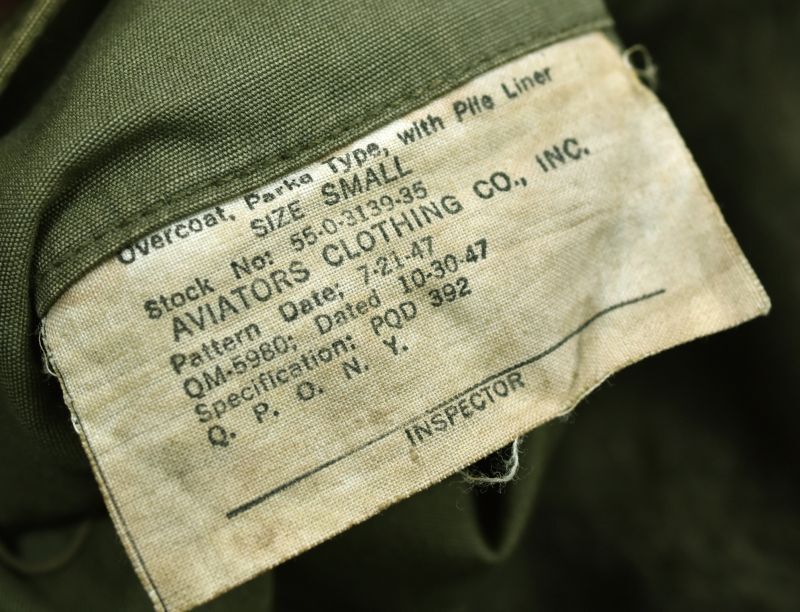 Overcoat, Parka Type, with Pile Liner
SIZE SMALL
Stock No: 55-0-3139-35
AVIATORS CLOTHING CO., INC.
Pattern Date; 7-21-47
QM-5980; Dated 10-30-47
Specification: PQD 392
Q. P. O. N. Y.
INSPECTOR